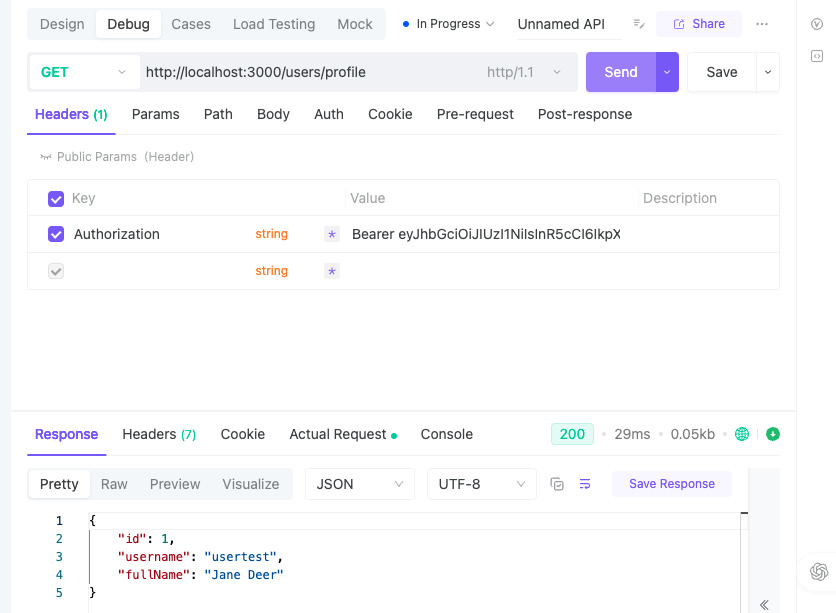 Design Debug Cases Load Testing Mock In Progress Unnamed API Share ...
GET http://localhost:3000/users/profile http/1.1 Send Save
Headers (1) Params Path Body Auth Cookie Pre-request Post-response
Public Params (Header)
Key Value Description
Authorization string * Bearer eyJhbGciOiJIUzI1NiIsInR5cCI6IkpX
string *
Response Headers (7) Cookie Actual Request Console 200 29ms 0.05kb
Pretty Raw Preview Visualize JSON UTF-8 Save Response
1 {
2 "id": 1,
3 "username": "usertest",
4 "fullName": "Jane Deer"
5 }